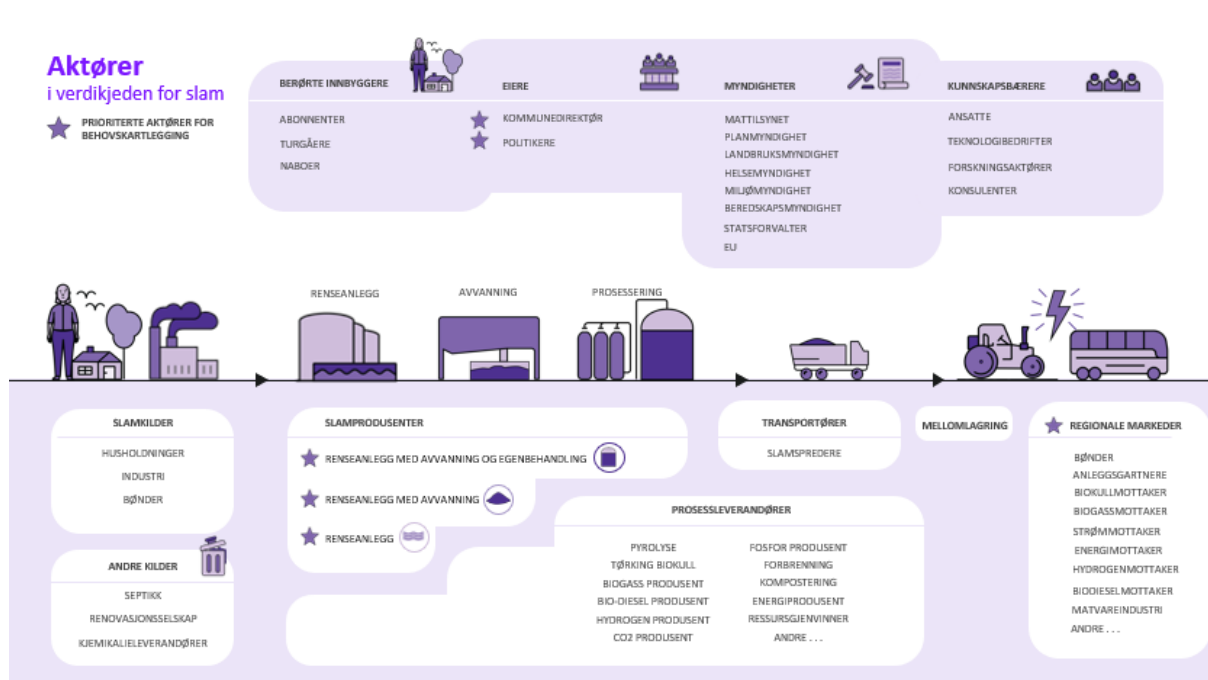 Aktører
i verdikjeden for slam
PRIORITERTE AKTØRER FOR
BEHOVSKARTLEGGING
BERØRTE INNBYGGERE
ABONNENTER
TURGÅERE
NABOER
EIERE
KOMMUNEDIREKTØR
POLITIKERE
MYNDIGHETER
MATTILSYNET
PLANMYNDIGHET
LANDBRUKSMYNDIGHET
HELSEMYNDIGHET
MILJØMYNDIGHET
BEREDSKAPSMYNDIGHET
STATSFORVALTER
EU
KUNNSKAPSBÆRERE
ANSATTE
TEKNOLOGIBEDRIFTER
FORSKNINGSAKTØRER
KONSULENTER
RENSEANLEGG
AVVANNING
PROSESSERING
SLAMKILDER
HUSHOLDNINGER
INDUSTRI
BØNDER
ANDRE KILDER
SEPTIKK
RENOVASJONSSELSKAP
KJEMIKALIELEVERANDØRER
SLAMPRODUSENTER
RENSEANLEGG MED AVVANNING OG EGENBEHANDLING
RENSEANLEGG MED AVVANNING
RENSEANLEGG
PROSESSLEVERANDØRER
PYROLYSE
TØRKING BIOKULL
BIOGASS PRODUSENT
BIO-DIESEL PRODUSENT
HYDROGEN PRODUSENT
CO2 PRODUSENT
FOSFOR PRODUSENT
FORBRENNING
KOMPOSTERING
ENERGIPRODUSENT
RESSURSGJENVINNER
ANDRE . . .
TRANSPORTØRER
SLAMSPREDERE
MELLOMLAGRING
REGIONALE MARKEDER
BØNDER
ANLEGGSGARTNERE
BIOKULLMOTTAKER
BIOGASSMOTTAKER
STRØMMOTTAKER
ENERGIMOTTAKER
HYDROGENMOTTAKER
BIODIESELMOTTAKER
MATVAREINDUSTRI
ANDRE . . .